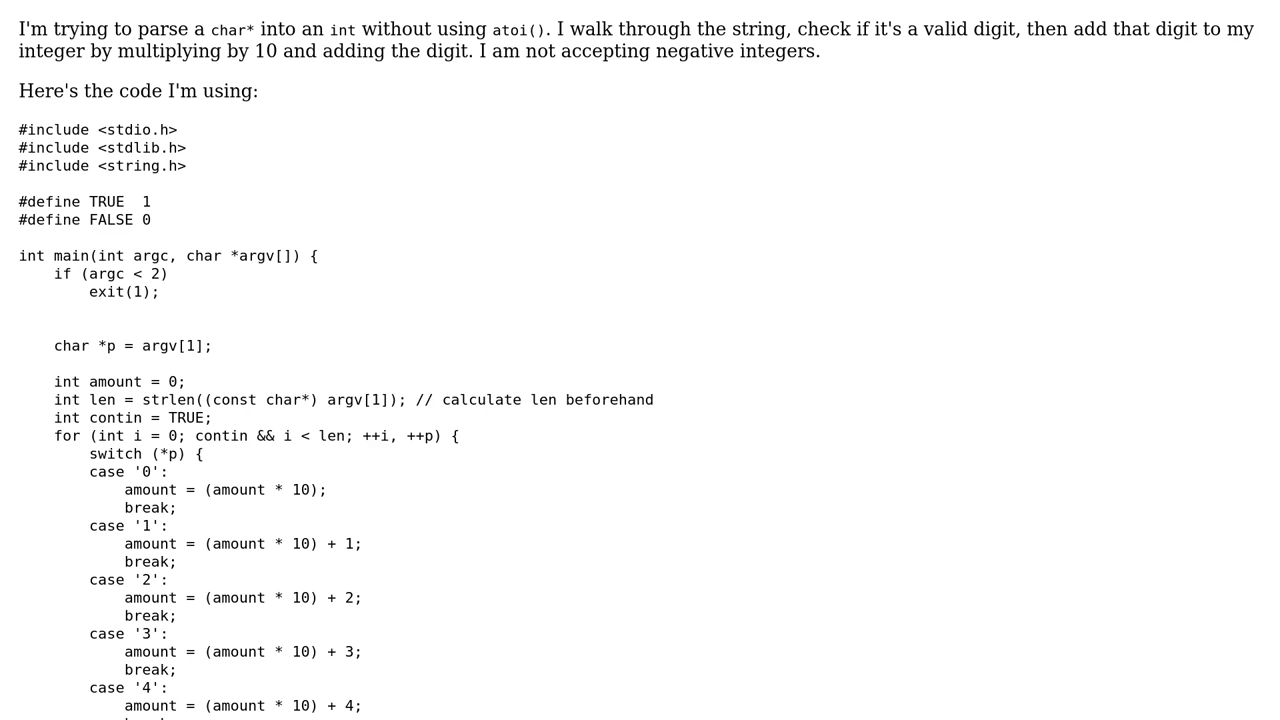 I'm trying to parse a char* into an int without using atoi(). I walk through the string, check if it's a valid digit, then add that digit to my
integer by multiplying by 10 and adding the digit. I am not accepting negative integers.
Here's the code I'm using:
#include <stdio.h>
#include <stdlib.h>
#include <string.h>
#define TRUE  1
#define FALSE 0
int main(int argc, char *argv[]) {
    if (argc < 2)
        exit(1);
    char *p = argv[1];
    int amount = 0;
    int len = strlen((const char*) argv[1]); // calculate len beforehand
    int contin = TRUE;
    for (int i = 0; contin && i < len; ++i, ++p) {
        switch (*p) {
        case '0':
            amount = (amount * 10);
            break;
        case '1':
            amount = (amount * 10) + 1;
            break;
        case '2':
            amount = (amount * 10) + 2;
            break;
        case '3':
            amount = (amount * 10) + 3;
            break;
        case '4':
            amount = (amount * 10) + 4;